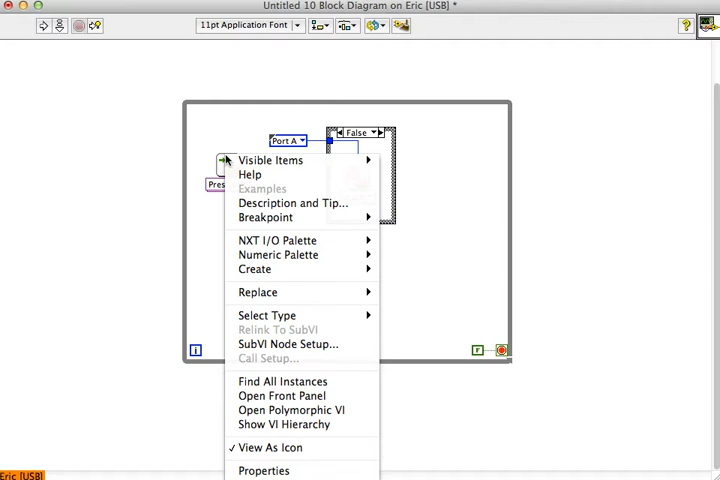 Untitled 10 Block Diagram on Eric [USB] *
11pt Application Font
?
Port A
False
Pres
Visible Items
Help
Examples
Description and Tip...
Breakpoint
NXT I/O Palette
Numeric Palette
Create
Replace
Select Type
Relink To SubVI
SubVI Node Setup...
Call Setup...
Find All Instances
Open Front Panel
Open Polymorphic VI
Show VI Hierarchy
✓ View As Icon
Properties
i
Eric [USB]